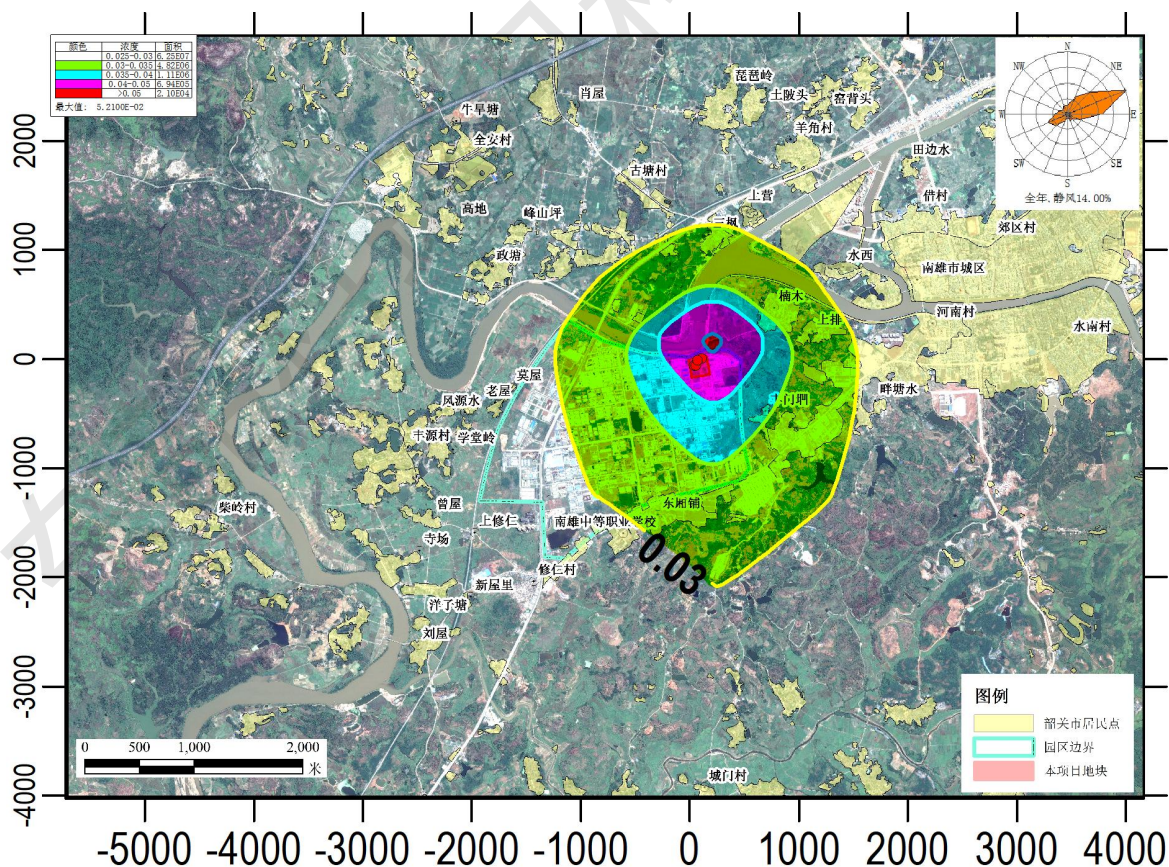 颜色 浓度 面积
0.025-0.03 6.25E07
0.03-0.035 4.82E06
0.035-0.04 1.11E06
0.04-0.05 6.94E05
>0.05 2.10E04
最大值: 5.2100E-02
N
NW NE
W E
SW SE
S
全年,静风14.00%
琵琶岭
肖屋 土陂头 窑背头
牛旱塘
羊角村
全安村
田边水
古塘村
上营 借村
高地 峰山坪
三枫 郊区村
政塘 水西
南雄市城区
楠木
河南村
上排
水南村
莫屋
老屋 畔塘水
凤源水 门垇
丰源村 学堂岭
曾屋 东厢铺
柴岭村
上修仁 南雄中等职业学校
寺场
0.03
修仁村
新屋里
洋子塘
刘屋
城门村
图例
韶关市居民点
园区边界
本项目地块
0 500 1,000 2,000
米
2000
1000
0
-1000
-2000
-3000
-4000
-5000 -4000 -3000 -2000 -1000 0 1000 2000 3000 4000